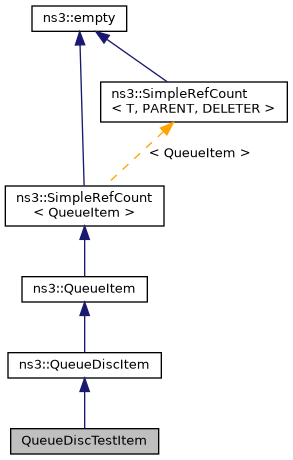 ns3::empty
ns3::SimpleRefCount
< T, PARENT, DELETER >
< QueueItem >
ns3::SimpleRefCount
< QueueItem >
ns3::QueueItem
ns3::QueueDiscItem
QueueDiscTestItem